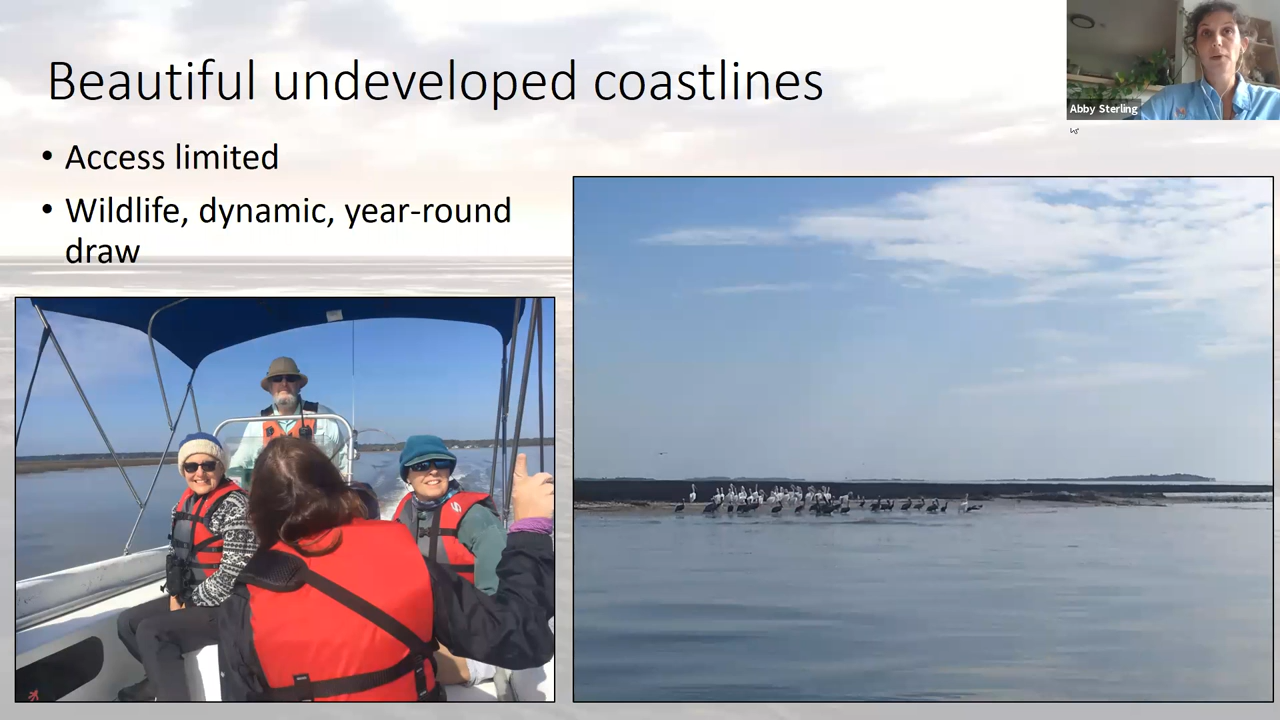 Beautiful undeveloped coastlines
Abby Sterling
• Access limited
• Wildlife, dynamic, year-round
draw